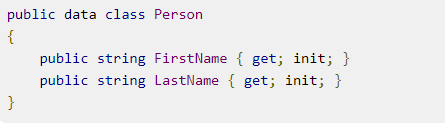 public data class Person
{
    public string FirstName { get; init; }
    public string LastName { get; init; }
}